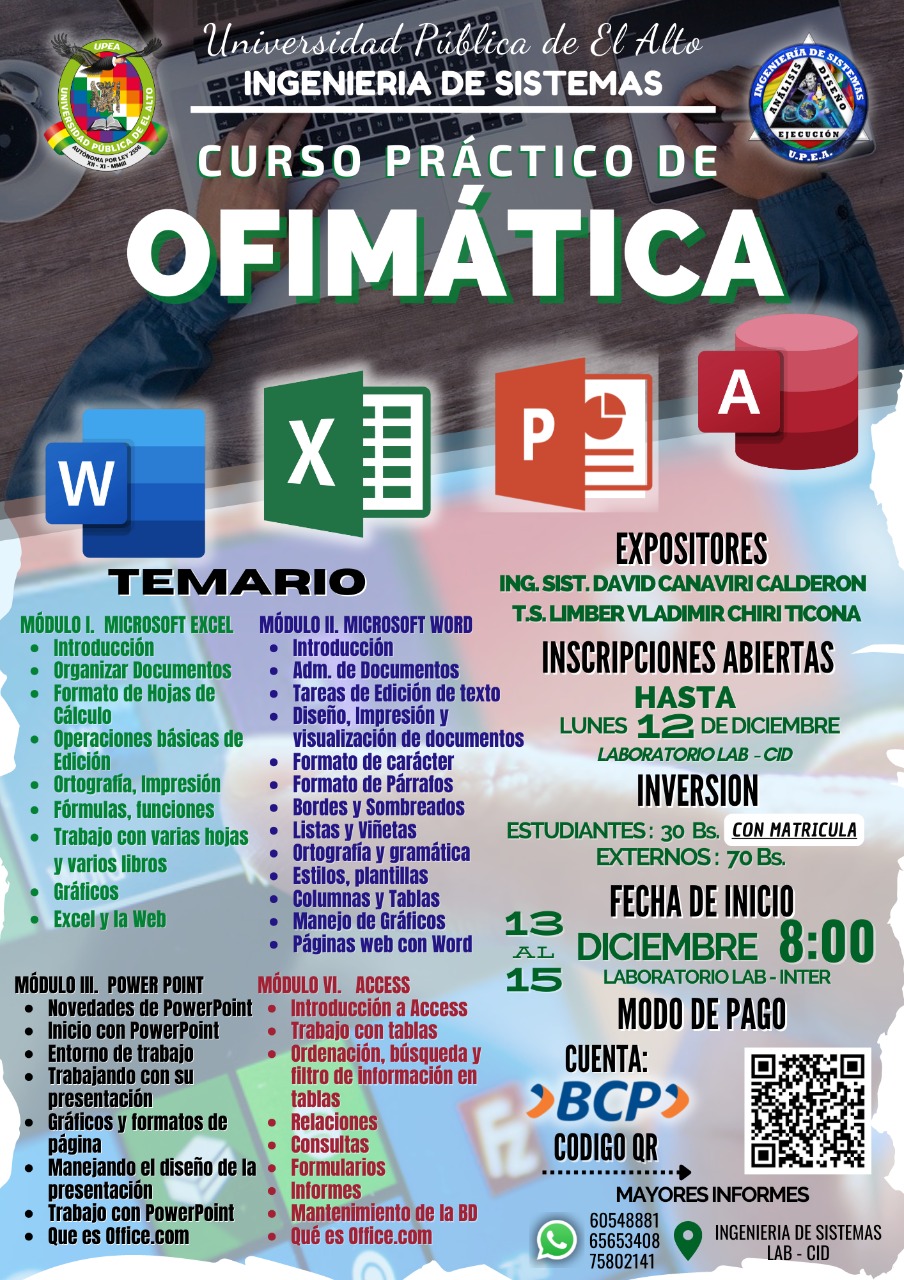 Universidad Pública de El Alto
INGENIERIA DE SISTEMAS
UPEA
UNIVERSIDAD PÚBLICA DE EL ALTO
AUTÓNOMA POR LEY 2556
XII - XI - MMIII
INGENIERÍA DE SISTEMAS
ANÁLISIS
DISEÑO
EJECUCIÓN
U.P.E.A.
CURSO PRÁCTICO DE
OFIMÁTICA
W
X
P
A
TEMARIO
MÓDULO I. MICROSOFT EXCEL
• Introducción
• Organizar Documentos
• Formato de Hojas de
Cálculo
• Operaciones básicas de
Edición
• Ortografía, Impresión
• Fórmulas, funciones
• Trabajo con varias hojas
y varios libros
• Gráficos
• Excel y la Web
MÓDULO II. MICROSOFT WORD
• Introducción
• Adm. de Documentos
• Tareas de Edición de texto
• Diseño, Impresión y
visualización de documentos
• Formato de carácter
• Formato de Párrafos
• Bordes y Sombreados
• Listas y Viñetas
• Ortografía y gramática
• Estilos, plantillas
• Columnas y Tablas
• Manejo de Gráficos
• Páginas web con Word
MÓDULO III. POWER POINT
• Novedades de PowerPoint
• Inicio con PowerPoint
• Entorno de trabajo
• Trabajando con su
presentación
• Gráficos y formatos de
página
• Manejando el diseño de la
presentación
• Trabajo con PowerPoint
• Que es Office.com
MÓDULO VI. ACCESS
• Introducción a Access
• Trabajo con tablas
• Ordenación, búsqueda y
filtro de información en
tablas
• Relaciones
• Consultas
• Formularios
• Informes
• Mantenimiento de la BD
• Qué es Office.com
EXPOSITORES
ING. SIST. DAVID CANAVIRI CALDERON
T.S. LIMBER VLADIMIR CHIRI TICONA
INSCRIPCIONES ABIERTAS
HASTA
LUNES 12 DE DICIEMBRE
LABORATORIO LAB - CID
INVERSION
ESTUDIANTES : 30 Bs. CON MATRICULA
EXTERNOS : 70 Bs.
FECHA DE INICIO
13
AL
15
DICIEMBRE 8:00
LABORATORIO LAB - INTER
MODO DE PAGO
CUENTA:
BCP
CODIGO QR
MAYORES INFORMES
60548881
65653408
75802141
INGENIERIA DE SISTEMAS
LAB - CID
Fz